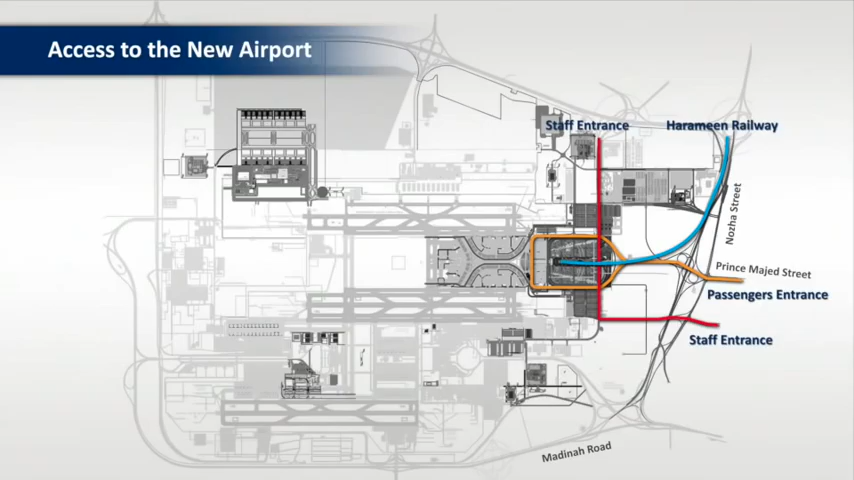 Access to the New Airport
Staff Entrance
Harameen Railway
Nozha Street
Prince Majed Street
Passengers Entrance
Staff Entrance
Madinah Road